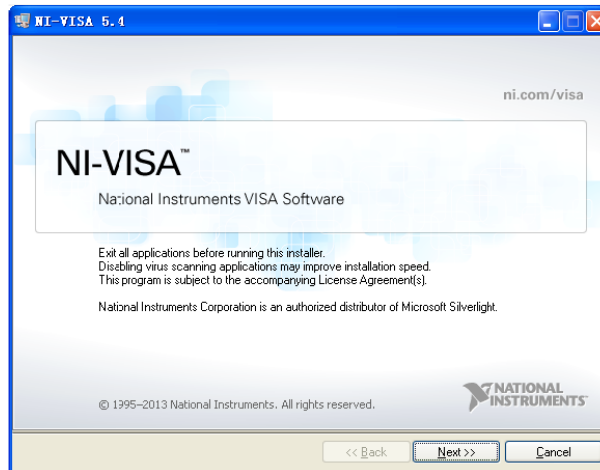 NI-VISA 5.4
ni.com/visa
NI-VISA™
National Instruments VISA Software
Exit all applications before running this installer.
Disabling virus scanning applications may improve installation speed.
This program is subject to the accompanying License Agreement(s).
National Instruments Corporation is an authorized distributor of Microsoft Silverlight.
© 1995–2013 National Instruments. All rights reserved.
NATIONAL
INSTRUMENTS™
<< Back
Next >>
Cancel